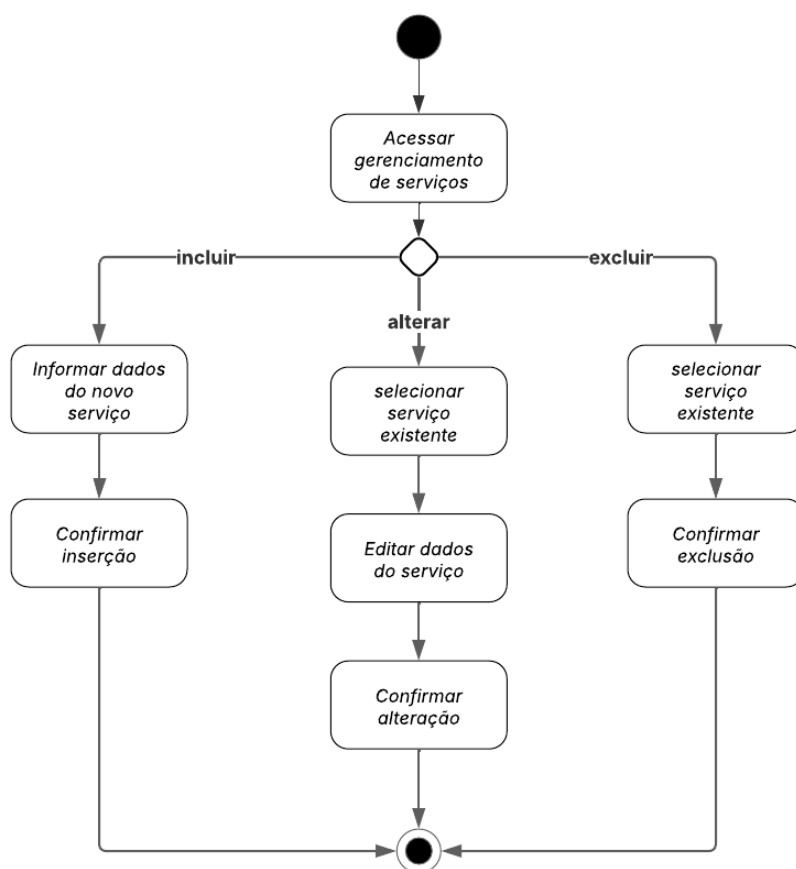 Acessar
gerenciamento
de serviços
incluir
excluir
alterar
Informar dados
do novo
serviço
selecionar
serviço
existente
selecionar
serviço
existente
Confirmar
inserção
Editar dados
do serviço
Confirmar
exclusão
Confirmar
alteração